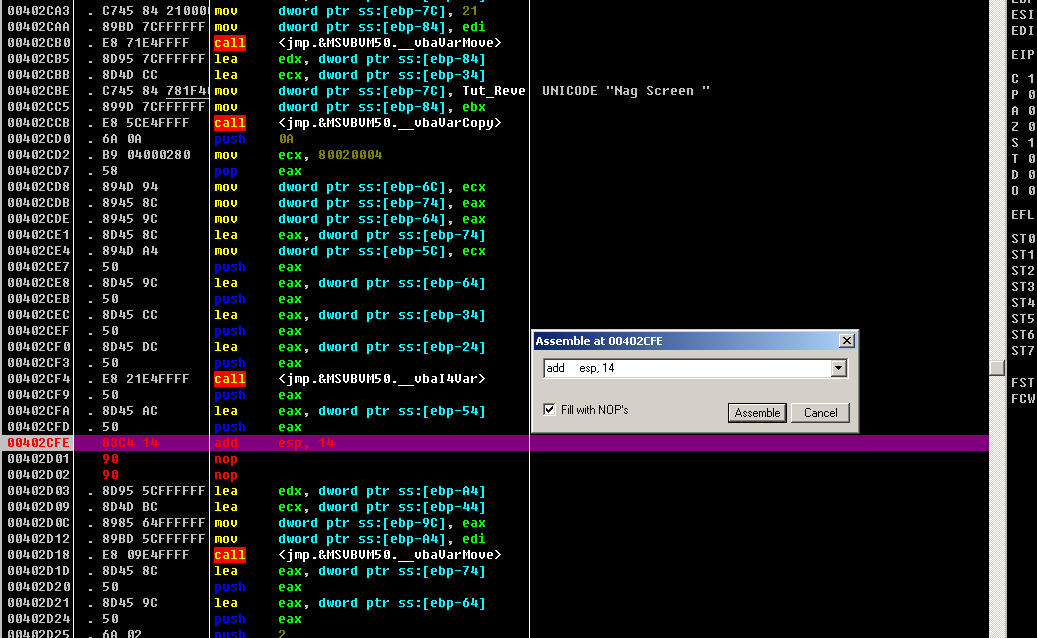 00402CA3 . C745 84 21000 mov dword ptr ss:[ebp-7C], 21
00402CAA . 89BD 7CFFFFFF mov dword ptr ss:[ebp-84], edi
00402CB0 . E8 71E4FFFF call <jmp.&MSVBVM50.__vbaVarMove>
00402CB5 . 8D95 7CFFFFFF lea edx, dword ptr ss:[ebp-84]
00402CBB . 8D4D CC lea ecx, dword ptr ss:[ebp-34]
00402CBE . C745 84 781F4 mov dword ptr ss:[ebp-7C], Tut_Reve UNICODE "Nag Screen "
00402CC5 . 899D 7CFFFFFF mov dword ptr ss:[ebp-84], ebx
00402CCB . E8 5CE4FFFF call <jmp.&MSVBVM50.__vbaVarCopy>
00402CD0 . 6A 0A push 0A
00402CD2 . B9 04000280 mov ecx, 80020004
00402CD7 . 58 pop eax
00402CD8 . 894D 94 mov dword ptr ss:[ebp-6C], ecx
00402CDB . 8945 8C mov dword ptr ss:[ebp-74], eax
00402CDE . 8945 9C mov dword ptr ss:[ebp-64], eax
00402CE1 . 8D45 8C lea eax, dword ptr ss:[ebp-74]
00402CE4 . 894D A4 mov dword ptr ss:[ebp-5C], ecx
00402CE7 . 50 push eax
00402CE8 . 8D45 9C lea eax, dword ptr ss:[ebp-64]
00402CEB . 50 push eax
00402CEC . 8D45 CC lea eax, dword ptr ss:[ebp-34]
00402CEF . 50 push eax
00402CF0 . 8D45 DC lea eax, dword ptr ss:[ebp-24]
00402CF3 . 50 push eax
00402CF4 . E8 21E4FFFF call <jmp.&MSVBVM50.__vbaI4Var>
00402CF9 . 50 push eax
00402CFA . 8D45 AC lea eax, dword ptr ss:[ebp-54]
00402CFD . 50 push eax
00402CFE 83C4 14 add esp, 14
00402D01 90 nop
00402D02 90 nop
00402D03 . 8D95 5CFFFFFF lea edx, dword ptr ss:[ebp-A4]
00402D09 . 8D4D BC lea ecx, dword ptr ss:[ebp-44]
00402D0C . 8985 64FFFFFF mov dword ptr ss:[ebp-9C], eax
00402D12 . 89BD 5CFFFFFF mov dword ptr ss:[ebp-A4], edi
00402D18 . E8 09E4FFFF call <jmp.&MSVBVM50.__vbaVarMove>
00402D1D . 8D45 8C lea eax, dword ptr ss:[ebp-74]
00402D20 . 50 push eax
00402D21 . 8D45 9C lea eax, dword ptr ss:[ebp-64]
00402D24 . 50 push eax
00402D25 . 6A 02 push 2
Assemble at 00402CFE
add esp, 14
Fill with NOP's
Assemble Cancel
ESI
EDI
EIP
C 1
P 0
A 0
Z 0
S 1
T 0
D 0
O 0
EFL
ST0
ST1
ST2
ST3
ST4
ST5
ST6
ST7
FST
FCW